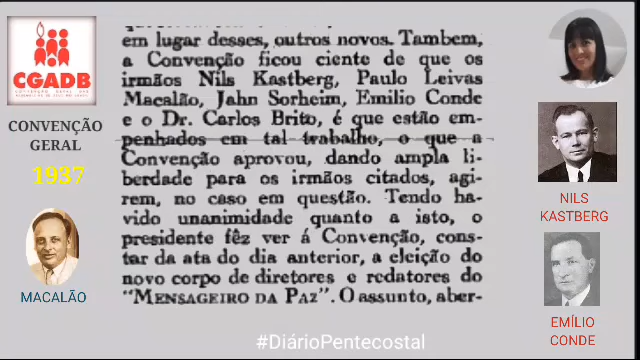 CGADB
CONVENÇÃO
GERAL
1937
MACALÃO
em lugar desses, outros novos. Tambem,
a Convenção ficou ciente de que os
irmãos Nils Kastberg, Paulo Leivas
Macalão, Jahn Sorheim, Emilio Conde
e o Dr. Carlos Brito, é que estão em-
penhados em tal trabalho, o que a
Convenção aprovou, dando ampla li-
berdade para os irmãos citados, agi-
rem, no caso em questão. Tendo ha-
vido unanimidade quanto a isto, o
presidente fêz ver á Convenção, cons-
tar da ata do dia anterior, a eleição do
novo corpo de diretores e redatores do
"MENSAGEIRO DA PAZ". O assunto, aber-
NILS
KASTBERG
EMÍLIO
CONDE
#DiárioPentecostal